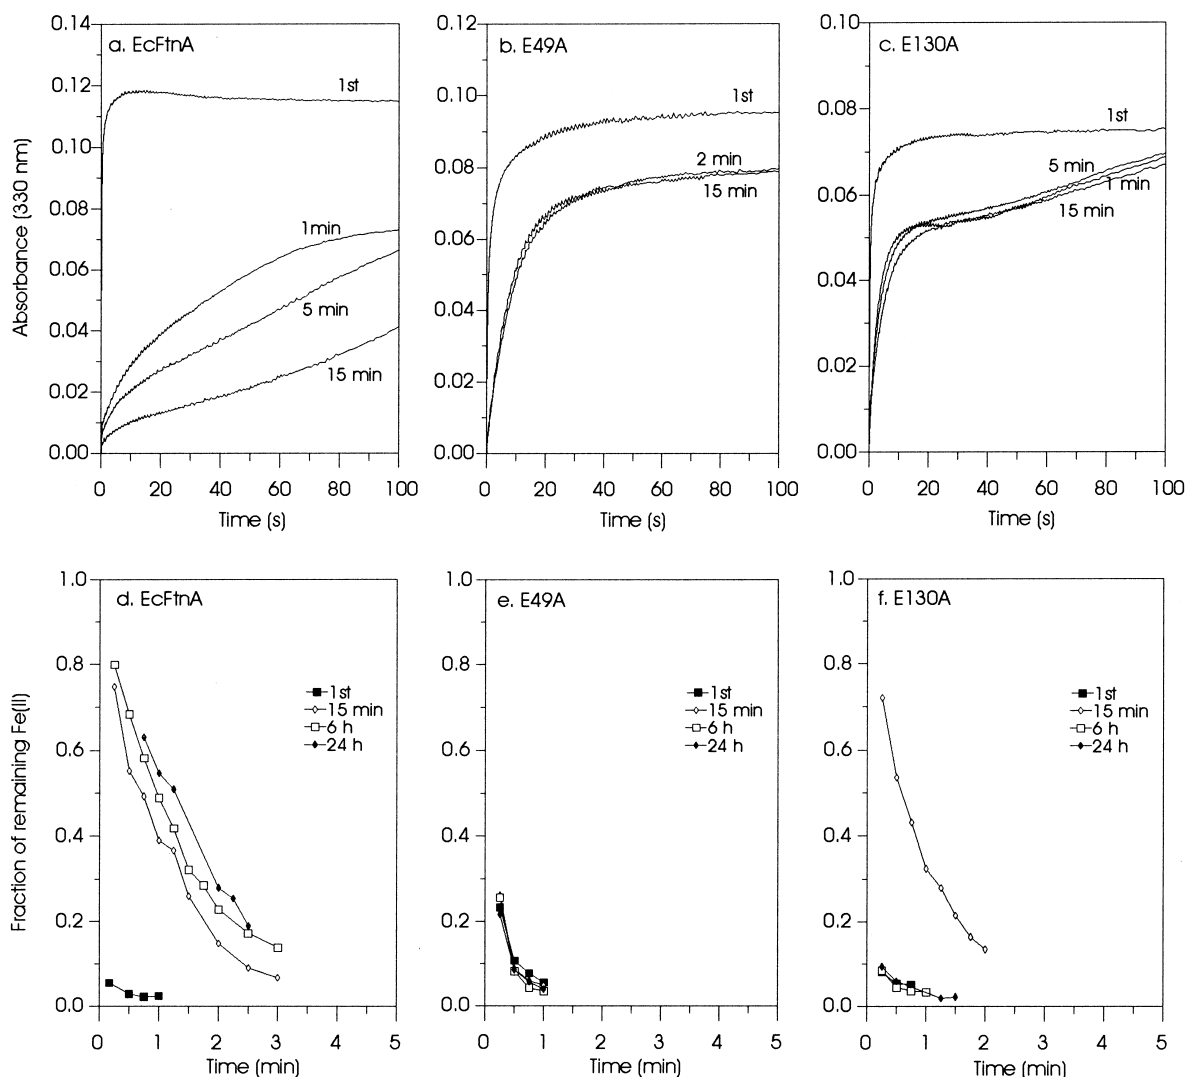 a. EcFtnA
0.14
0.12
0.10
0.08
0.06
0.04
0.02
0.00
Absorbance (330 nm)
1st
1min
5 min
15 min
0 20 40 60 80 100
Time (s)
b. E49A
0.12
0.10
0.08
0.06
0.04
0.02
0.00
1st
2 min
15 min
0 20 40 60 80 100
Time (s)
c. E130A
0.10
0.08
0.06
0.04
0.02
0.00
1st
5 min
1 min
15 min
0 20 40 60 80 100
Time (s)
d. EcFtnA
1.0
0.8
0.6
0.4
0.2
0.0
Fraction of remaining Fe(II)
1st
15 min
6 h
24 h
0 1 2 3 4 5
Time (min)
e. E49A
1.0
0.8
0.6
0.4
0.2
0.0
1st
15 min
6 h
24 h
0 1 2 3 4 5
Time (min)
f. E130A
1.0
0.8
0.6
0.4
0.2
0.0
1st
15 min
6 h
24 h
0 1 2 3 4 5
Time (min)